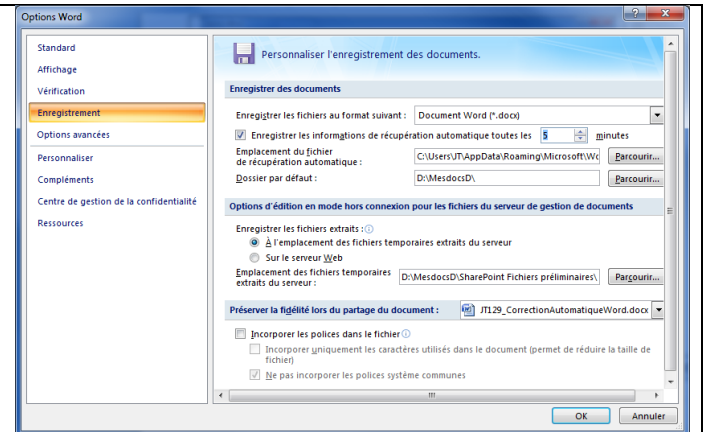 Options Word
Standard
Affichage
Vérification
Enregistrement
Options avancées
Personnaliser
Compléments
Centre de gestion de la confidentialité
Ressources
Personnaliser l'enregistrement des documents.
Enregistrer des documents
Enregistrer les fichiers au format suivant : Document Word (*.docx)
Enregistrer les informations de récupération automatique toutes les 5 minutes
Emplacement du fichier
de récupération automatique : C:\Users\JT\AppData\Roaming\Microsoft\Wc Parcourir...
Dossier par défaut : D:\MesdocsD\ Parcourir...
Options d'édition en mode hors connexion pour les fichiers du serveur de gestion de documents
Enregistrer les fichiers extraits :
À l'emplacement des fichiers temporaires extraits du serveur
Sur le serveur Web
Emplacement des fichiers temporaires
extraits du serveur : D:\MesdocsD\SharePoint Fichiers préliminaires\ Parcourir...
Préserver la fidélité lors du partage du document : JT129_CorrectionAutomatiqueWord.docx
Incorporer les polices dans le fichier
Incorporer uniquement les caractères utilisés dans le document (permet de réduire la taille de
fichier)
Ne pas incorporer les polices système communes
OK Annuler